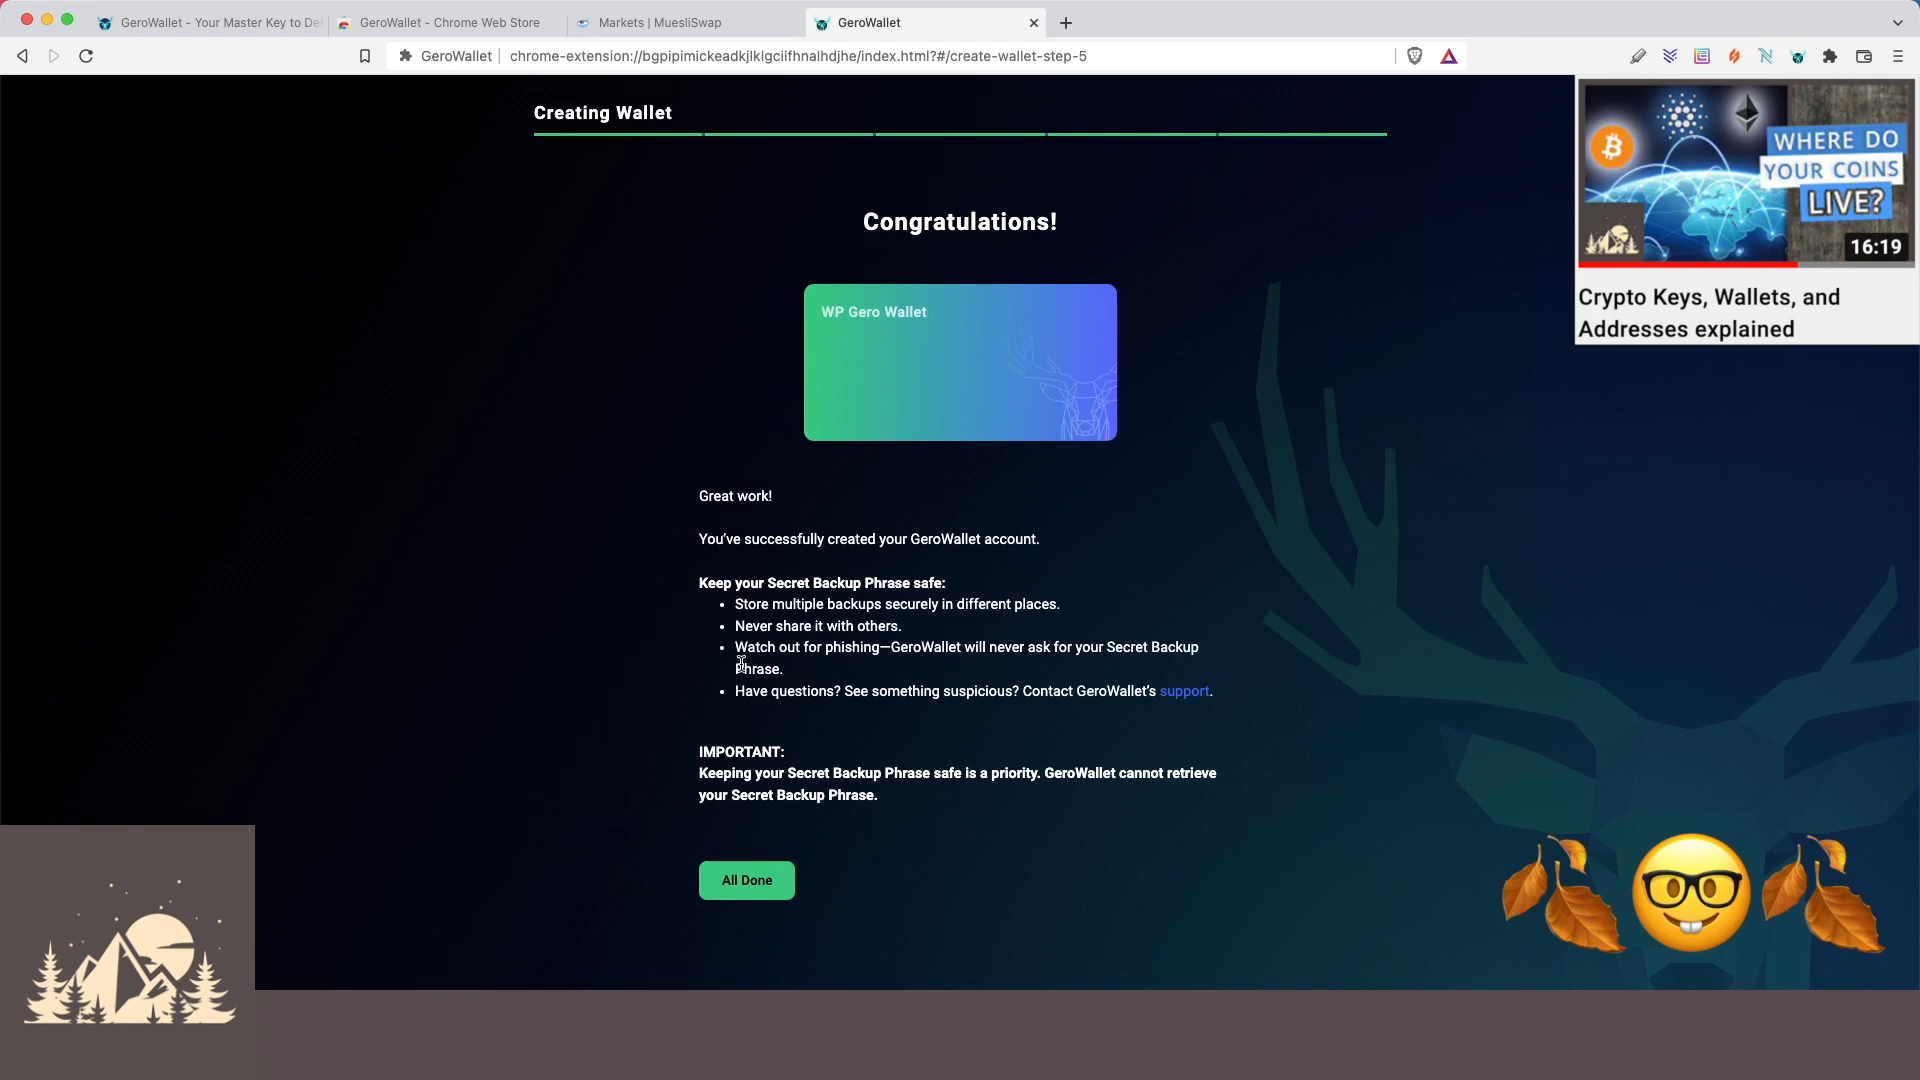 GeroWallet - Your Master Key to De
GeroWallet - Chrome Web Store
Markets | MuesliSwap
GeroWallet
GeroWallet
chrome-extension://bgpipimickeadkjlklgciifhnalhdjhe/index.html?#/create-wallet-step-5
Creating Wallet
WHERE DO
YOUR COINS
LIVE?
16:19
Crypto Keys, Wallets, and
Addresses explained
Congratulations!
WP Gero Wallet
Great work!
You've successfully created your GeroWallet account.
Keep your Secret Backup Phrase safe:
• Store multiple backups securely in different places.
• Never share it with others.
• Watch out for phishing—GeroWallet will never ask for your Secret Backup
Phrase.
• Have questions? See something suspicious? Contact GeroWallet's support.
IMPORTANT:
Keeping your Secret Backup Phrase safe is a priority. GeroWallet cannot retrieve
your Secret Backup Phrase.
All Done